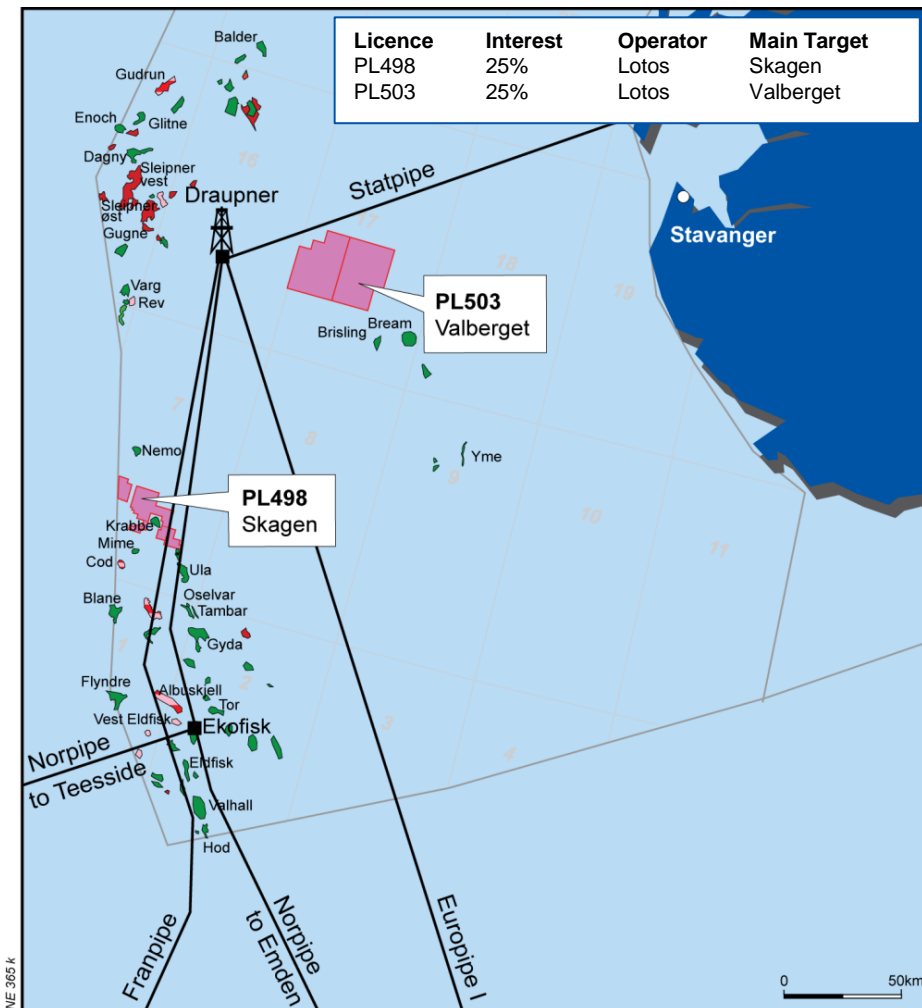 Licence Interest Operator Main Target
PL498 25% Lotos Skagen
PL503 25% Lotos Valberget
Balder
Gudrun
Enoch
Glitne
Dagny
Sleipner
vest
16
Draupner
Statpipe
Sleipner
øst
Gugne
17
Stavanger
18
19
Varg
Rev
PL503
Valberget
Brisling
Bream
7
8
Nemo
Yme
9
PL498
Skagen
10
Krabbe
Mime
11
Cod
Ula
Oselvar
Blane
Tambar
Gyda
1
Flyndre
Albuskjell
2
Tor
Vest Eldfisk
Ekofisk
3
4
Norpipe
to Teesside
Eldfisk
Valhall
Hod
Franpipe
Norpipe
to Emden
Europipe I
NE 365 k
0 50km